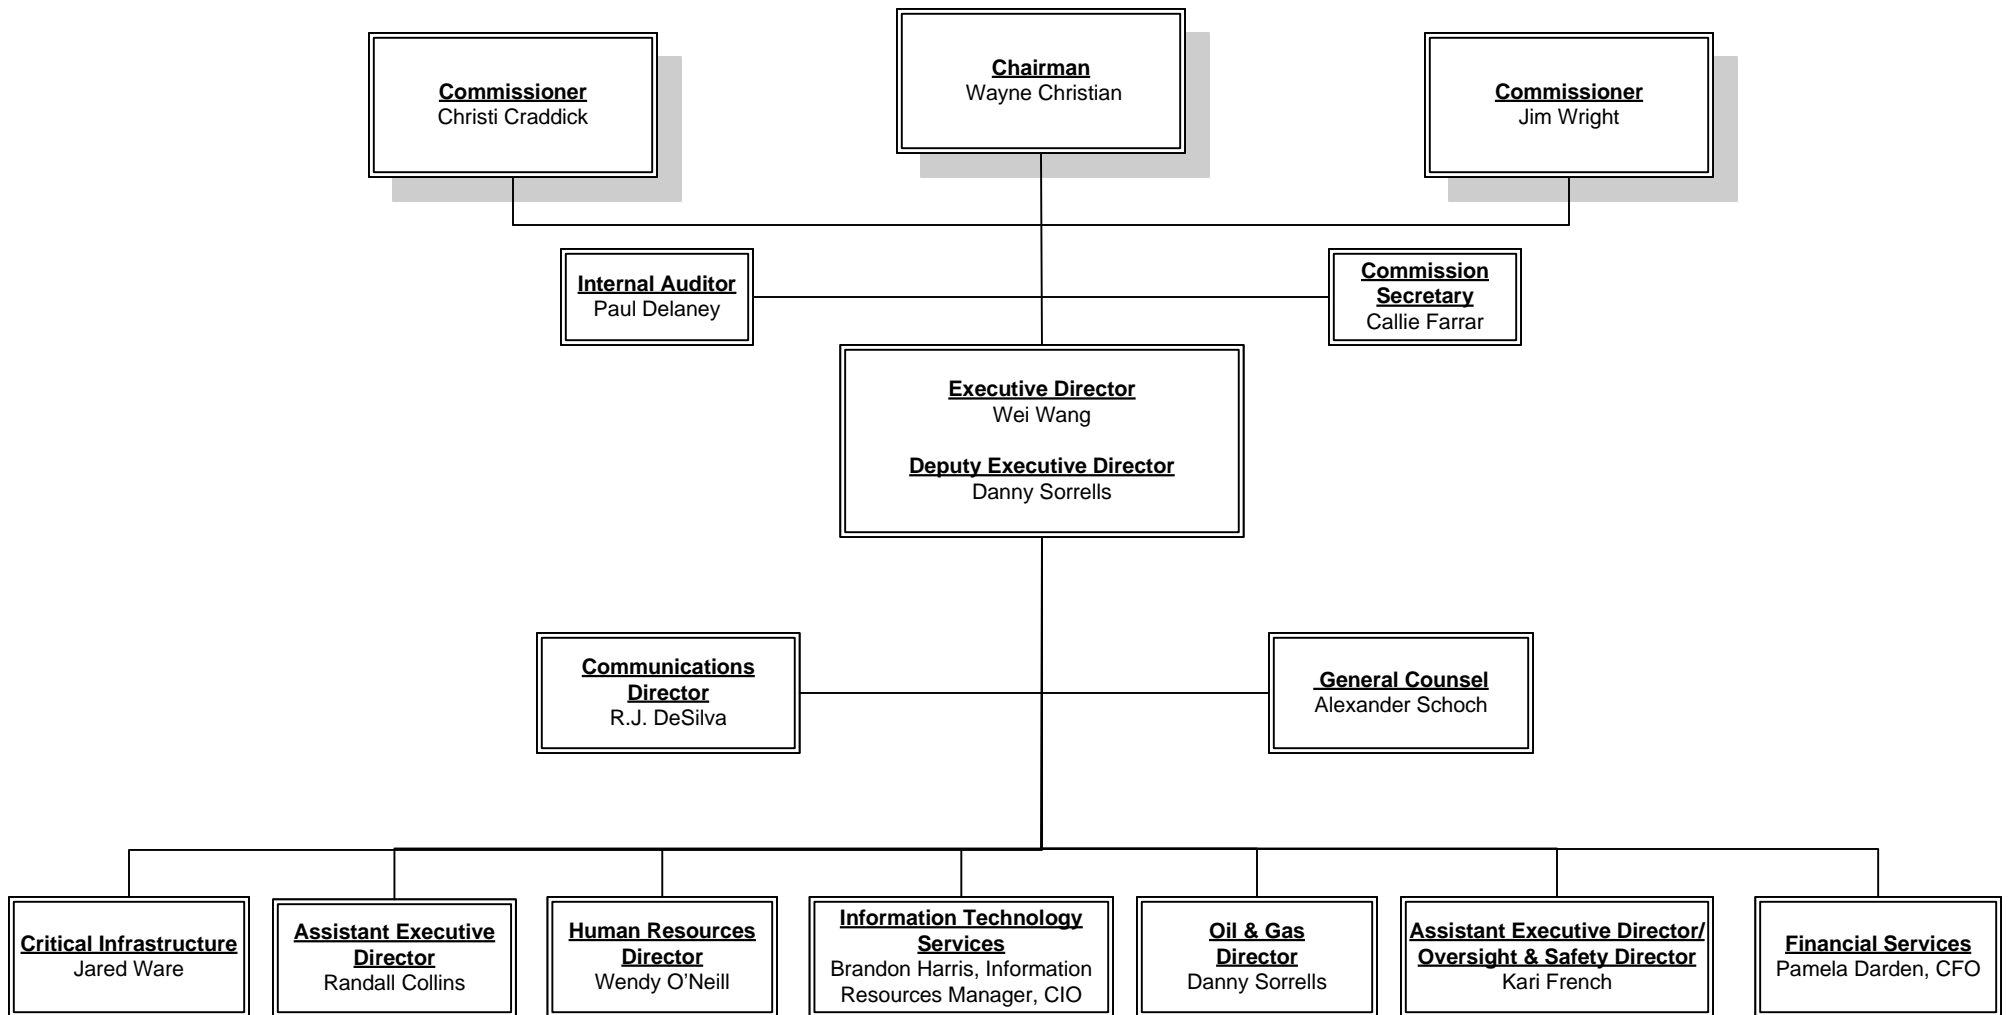 Chairman
Wayne Christian
Commissioner
Christi Craddick
Commissioner
Jim Wright
Internal Auditor
Paul Delaney
Commission
Secretary
Callie Farrar
Executive Director
Wei Wang
Deputy Executive Director
Danny Sorrells
Communications
Director
R.J. DeSilva
General Counsel
Alexander Schoch
Critical Infrastructure
Jared Ware
Assistant Executive
Director
Randall Collins
Human Resources
Director
Wendy O’Neill
Information Technology
Services
Brandon Harris, Information
Resources Manager, CIO
Oil & Gas
Director
Danny Sorrells
Assistant Executive Director/
Oversight & Safety Director
Kari French
Financial Services
Pamela Darden, CFO